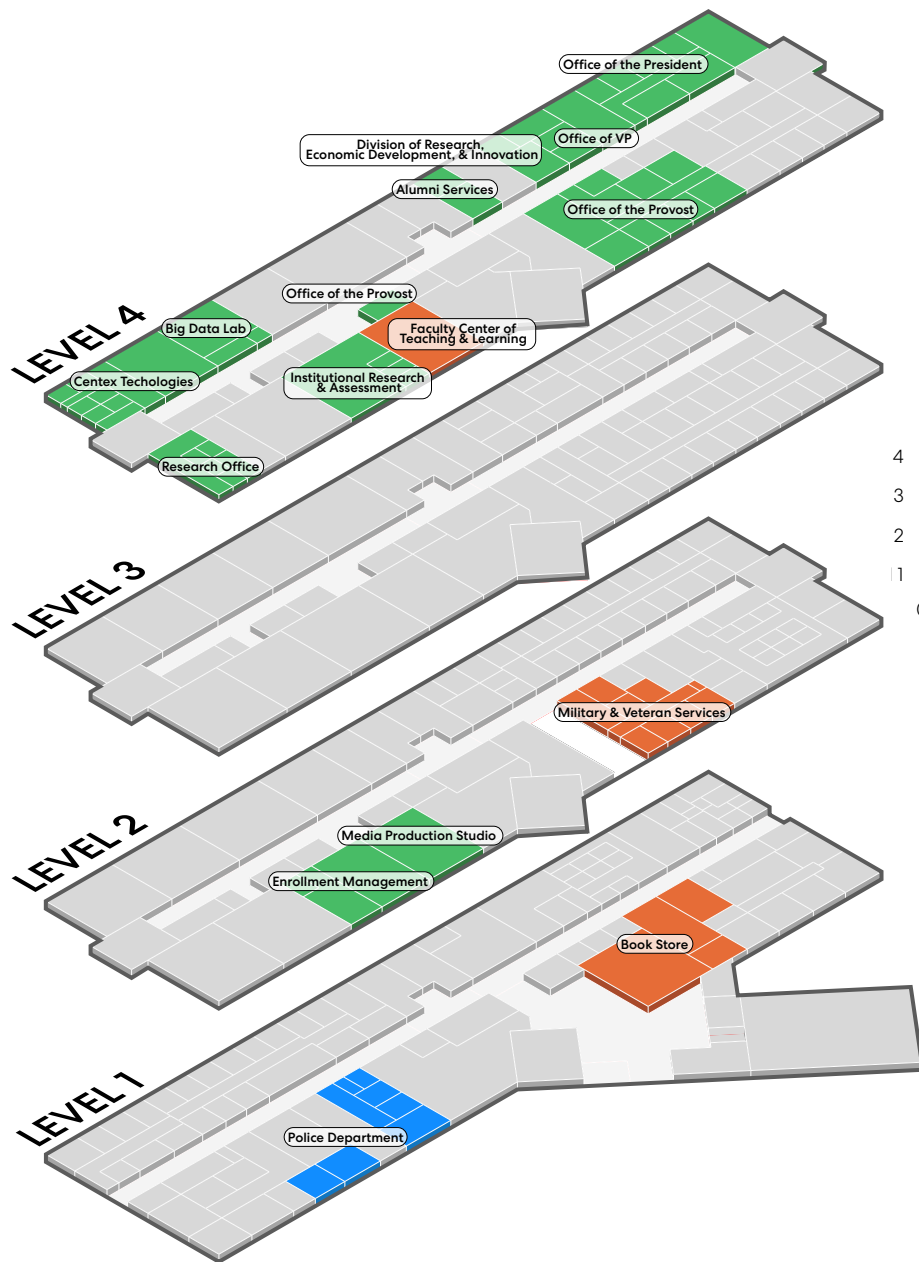 Office of the President
Office of VP
Division of Research,
Economic Development, & Innovation
Alumni Services
Office of the Provost
Office of the Provost
Big Data Lab
Faculty Center of
Teaching & Learning
LEVEL 4
Centex Techologies
Institutional Research
& Assessment
Research Office
4
3
2
1
LEVEL 3
Military & Veteran Services
LEVEL 2
Media Production Studio
Enrollment Management
Book Store
LEVEL 1
Police Department